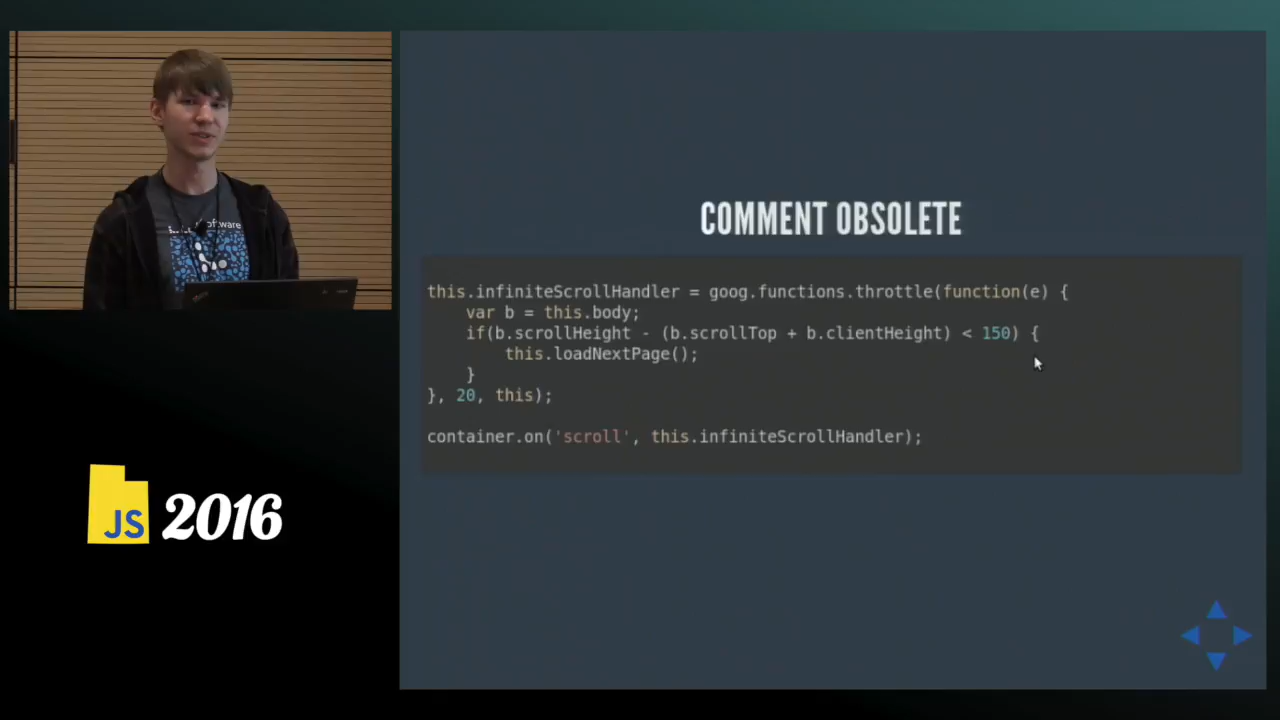 COMMENT OBSOLETE
this.infiniteScrollHandler = goog.functions.throttle(function(e) {
    var b = this.body;
    if(b.scrollHeight - (b.scrollTop + b.clientHeight) < 150) {
        this.loadNextPage();
    }
}, 20, this);
container.on('scroll', this.infiniteScrollHandler);
JS 2016